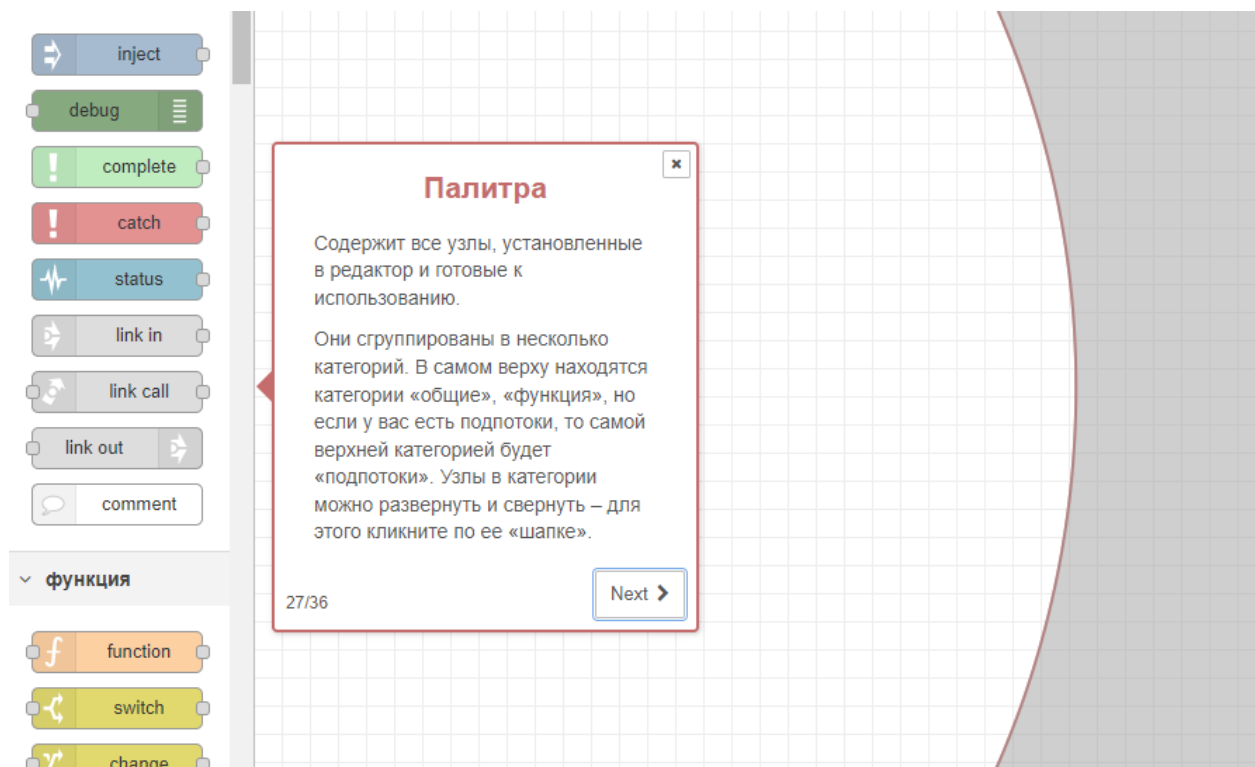 inject
debug
complete
catch
status
link in
link call
link out
comment
функция
function
switch
change
Палитра
Содержит все узлы, установленные
в редактор и готовые к
использованию.
Они сгруппированы в несколько
категорий. В самом верху находятся
категории «общие», «функция», но
если у вас есть подпотоки, то самой
верхней категорией будет
«подпотоки». Узлы в категории
можно развернуть и свернуть – для
этого кликните по ее «шапке».
27/36
Next